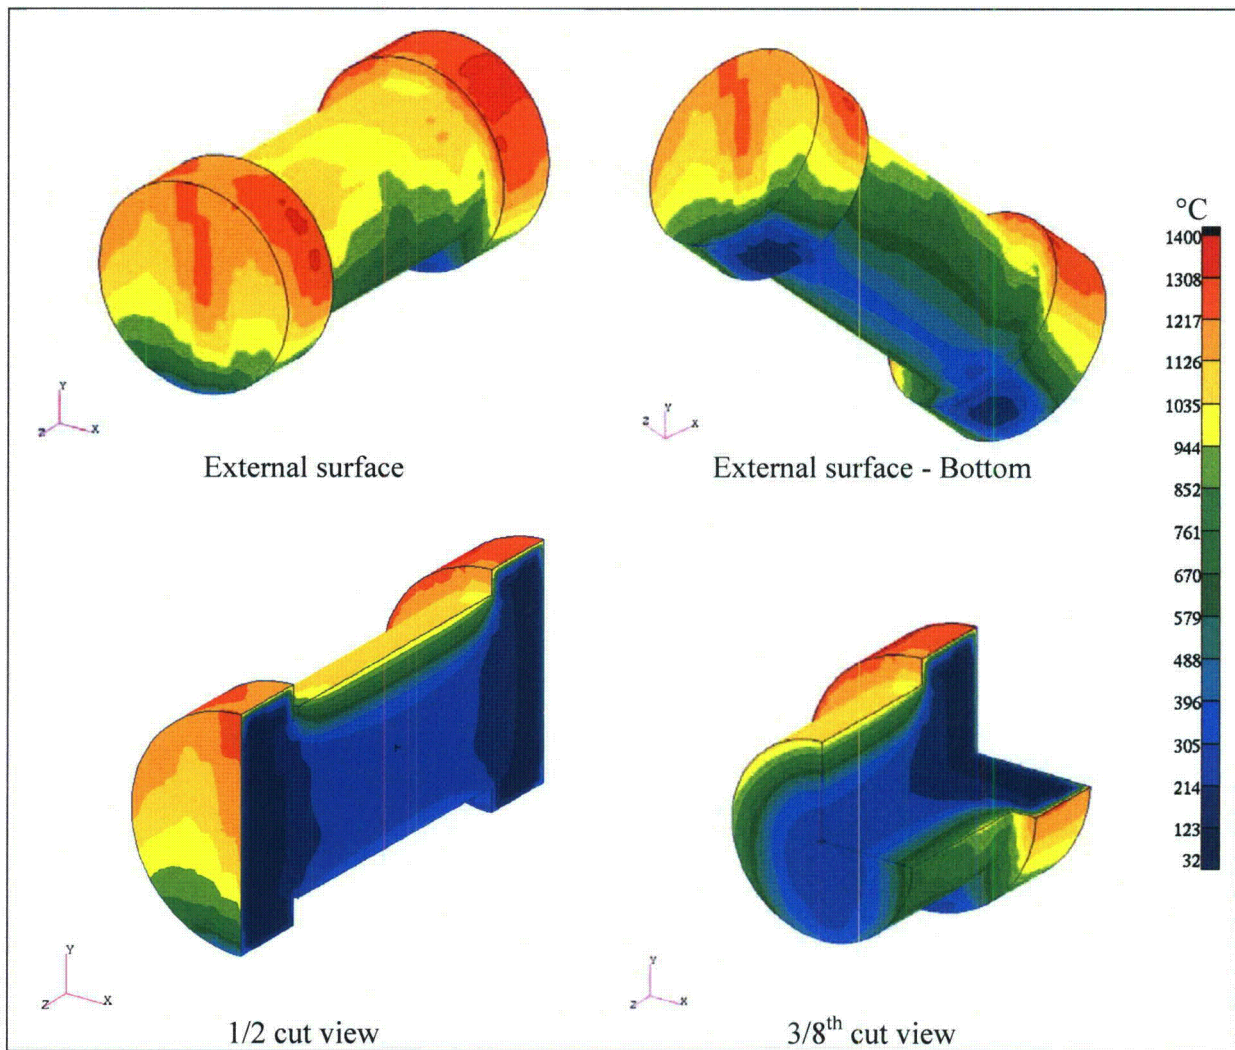 °C
1400
1308
1217
1126
1035
944
852
761
670
579
488
396
305
214
123
32
Y
Z X
Y
Z X
External surface
External surface - Bottom
Y
Z X
Y
Z X
1/2 cut view
3/8th cut view